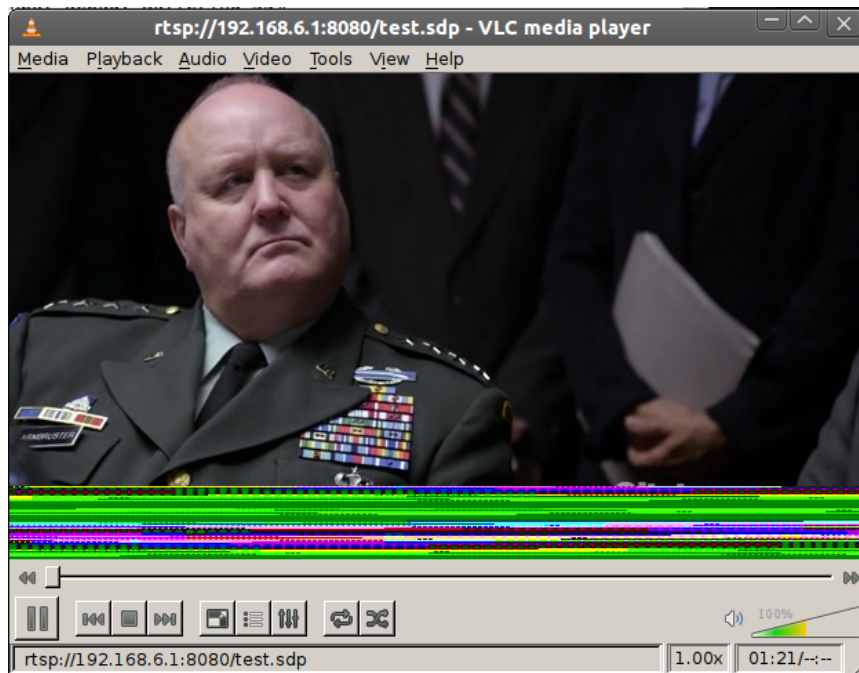 rtsp://192.168.6.1:8080/test.sdp - VLC media player
Media Playback Audio Video Tools View Help
ARMBRUSTER
100%
rtsp://192.168.6.1:8080/test.sdp 1.00x 01:21/--:--